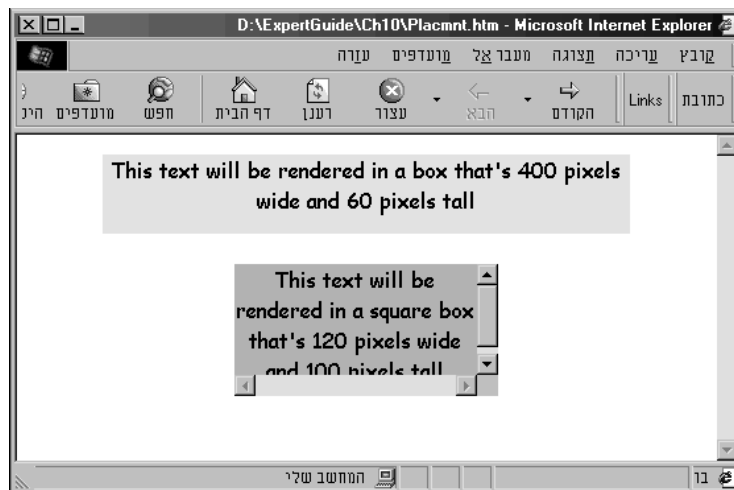 D:\ExpertGuide\Ch10\Placmnt.htm - Microsoft Internet Explorer
קובץ עריכה תצוגה מעבר אל מועדפים עזרה
כתובת Links הקודם הבא עצור רענן דף הבית חפש מועדפים
This text will be rendered in a box that's 400 pixels
wide and 60 pixels tall
This text will be
rendered in a square box
that's 120 pixels wide
and 100 pixels tall
המחשב שלי